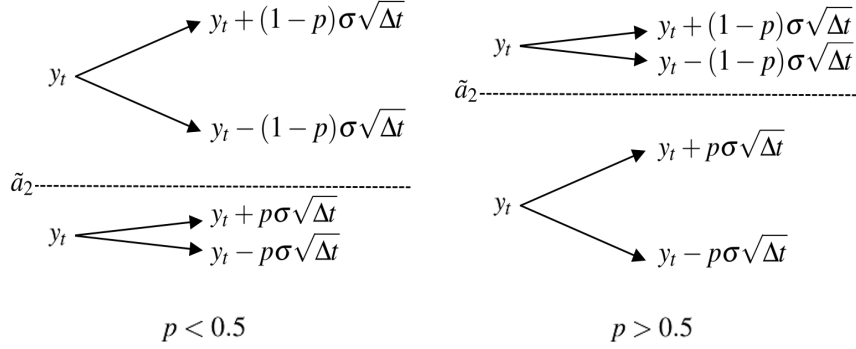 y_t + (1 − p)σ√Δt
y_t
y_t − (1 − p)σ√Δt
ã_2
y_t + pσ√Δt
y_t
y_t − pσ√Δt
p < 0.5
y_t + (1 − p)σ√Δt
y_t
y_t − (1 − p)σ√Δt
ã_2
y_t + pσ√Δt
y_t
y_t − pσ√Δt
p > 0.5